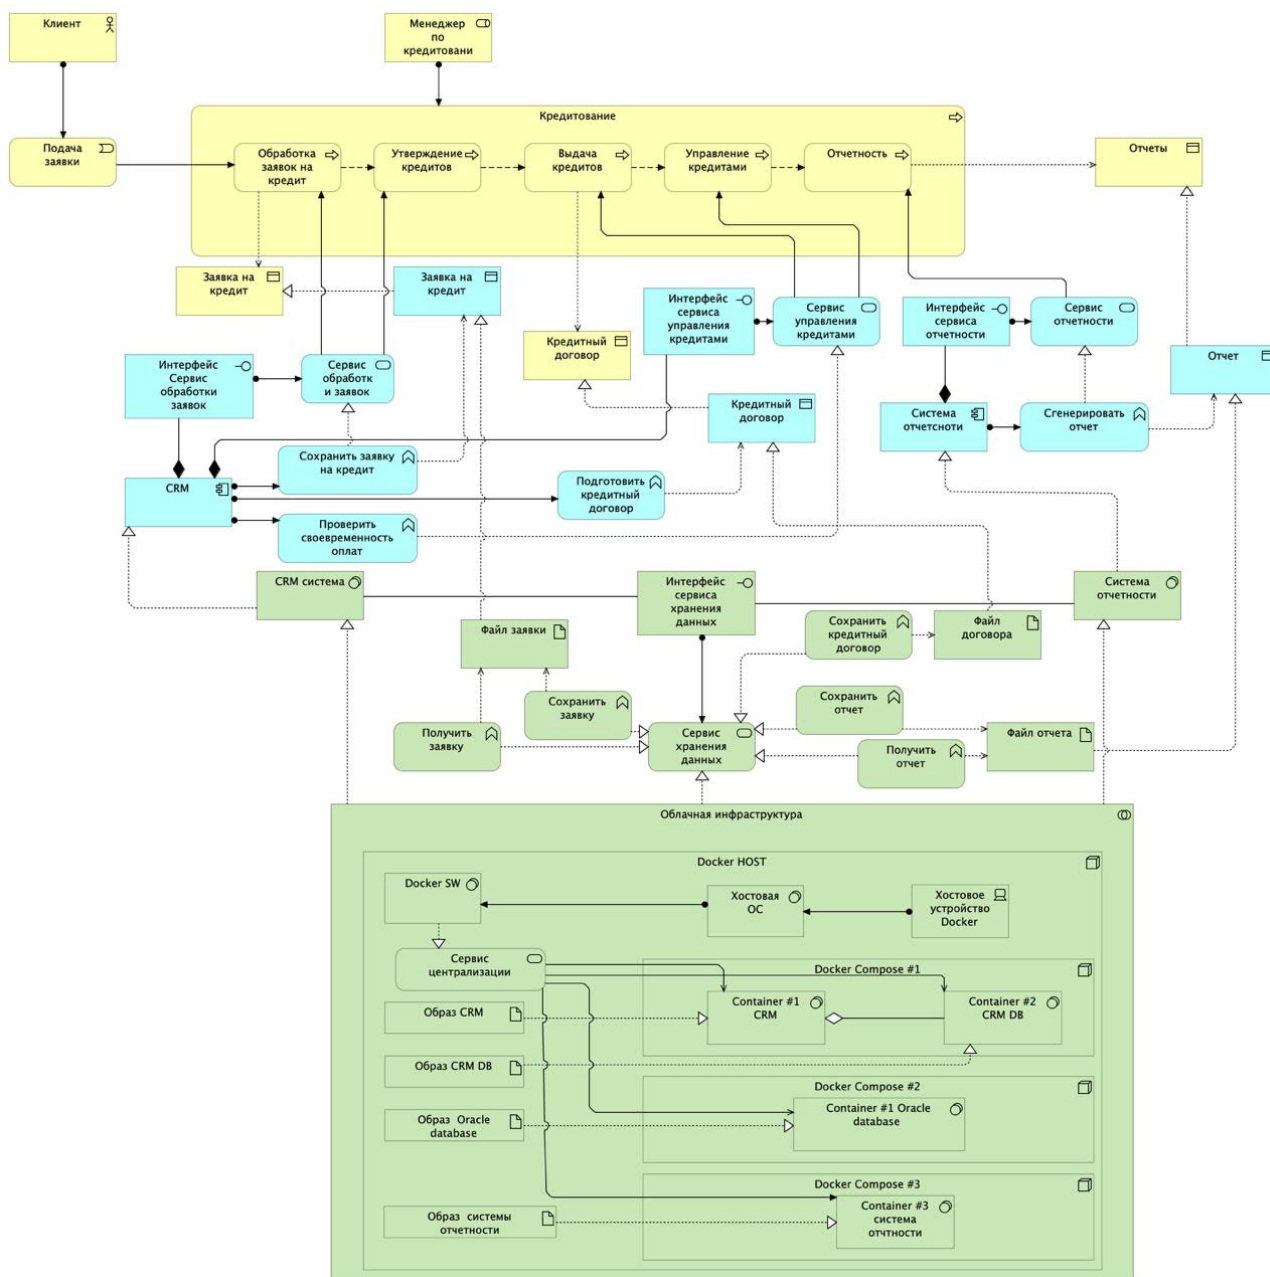 Клиент
Менеджер
по
кредитовани
Кредитование
Подача
заявки
Обработка
заявок на
кредит
Утверждение
кредитов
Выдача
кредитов
Управление
кредитами
Отчетность
Отчеты
Заявка на
кредит
Заявка на
кредит
Интерфейс
сервиса
управления
кредитами
Сервис
управления
кредитами
Интерфейс
сервиса
отчетности
Сервис
отчетности
Кредитный
договор
Отчет
Интерфейс
Сервис
обработки
заявок
Сервис
обработк
и заявок
Кредитный
договор
Система
отчетсноти
Сгенерировать
отчет
CRM
Сохранить заявку
на кредит
Подготовить
кредитный
договор
Проверить
своевременность
оплат
CRM система
Интерфейс
сервиса
хранения
данных
Система
отчетности
Файл заявки
Сохранить
кредитный
договор
Файл
договора
Сохранить
заявку
Сохранить
отчет
Получить
заявку
Сервис
хранения
данных
Получить
отчет
Файл отчета
Облачная инфраструктура
Docker HOST
Docker SW
Хостовая
ОС
Хостовое
устройство
Docker
Сервис
централизации
Docker Compose #1
Container #1
CRM
Container #2
CRM DB
Образ CRM
Образ CRM DB
Docker Compose #2
Container #1 Oracle
database
Образ Oracle
database
Docker Compose #3
Container #3
система
отчтности
Образ системы
отчетности